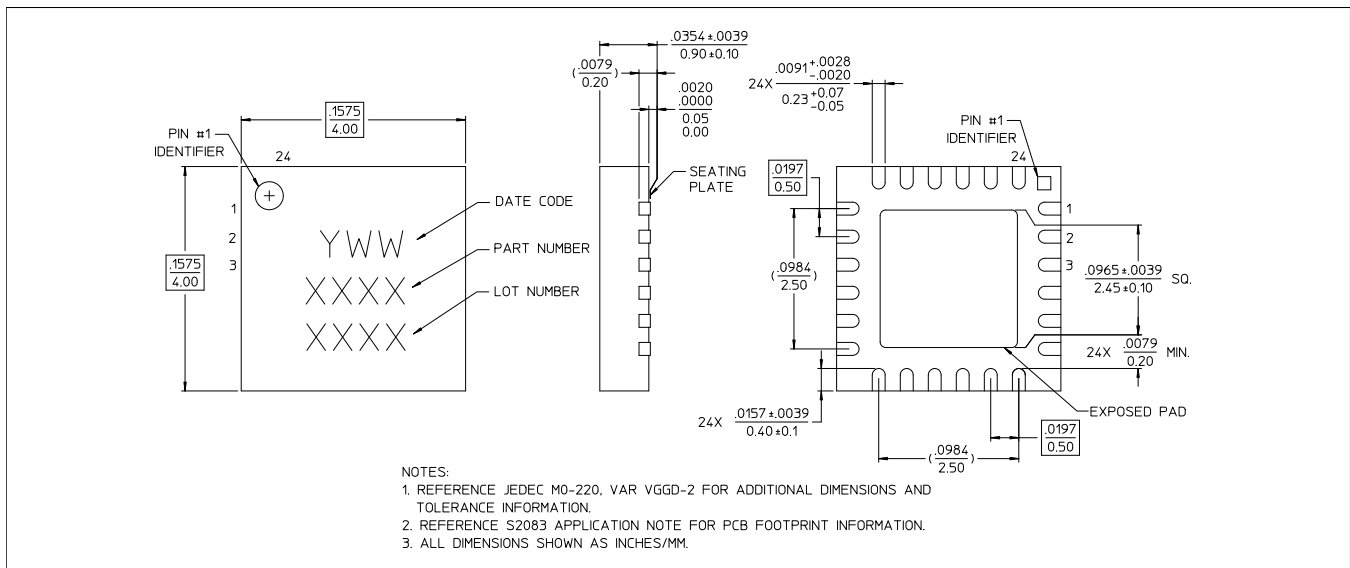 PIN #1
IDENTIFIER
24
.1575
4.00
1
2
3
.1575
4.00
DATE CODE
YWW
PART NUMBER
XXXX
LOT NUMBER
XXXX
.0354±.0039
0.90±0.10
(.0079)
0.20
.0020
.0000
0.05
0.00
SEATING
PLATE
24X .0091 +.0028 -.0020
0.23 +0.07 -0.05
PIN #1
IDENTIFIER
24
.0197
0.50
1
2
3
(.0984)
2.50
.0965±.0039
2.45±0.10 SQ.
24X .0079 MIN.
0.20
EXPOSED PAD
24X .0157±.0039
0.40±0.1
.0197
0.50
(.0984)
2.50
NOTES:
1. REFERENCE JEDEC MO-220, VAR VGGD-2 FOR ADDITIONAL DIMENSIONS AND
TOLERANCE INFORMATION.
2. REFERENCE S2083 APPLICATION NOTE FOR PCB FOOTPRINT INFORMATION.
3. ALL DIMENSIONS SHOWN AS INCHES/MM.